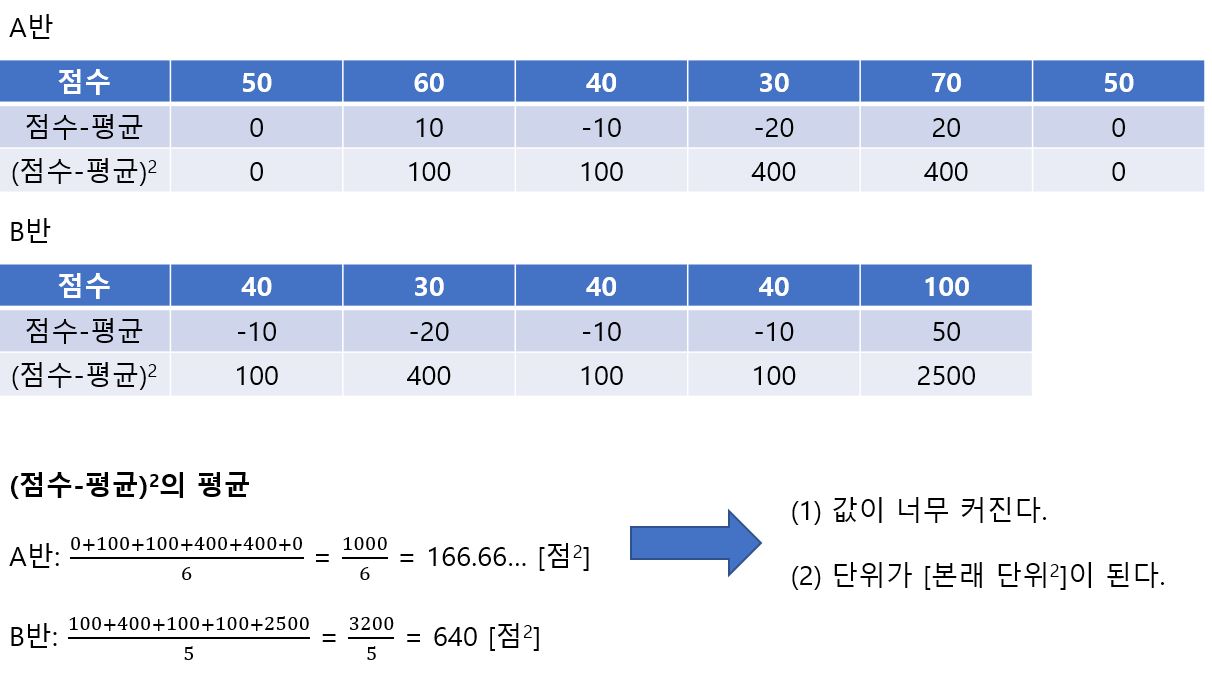 A반
점수 50 60 40 30 70 50
점수-평균 0 10 -10 -20 20 0
(점수-평균)² 0 100 100 400 400 0
B반
점수 40 30 40 40 100
점수-평균 -10 -20 -10 -10 50
(점수-평균)² 100 400 100 100 2500
(점수-평균)²의 평균
A반: (0+100+100+400+400+0)/6 = 1000/6 = 166.66... [점²]
B반: (100+400+100+100+2500)/5 = 3200/5 = 640 [점²]
(1) 값이 너무 커진다.
(2) 단위가 [본래 단위²]이 된다.